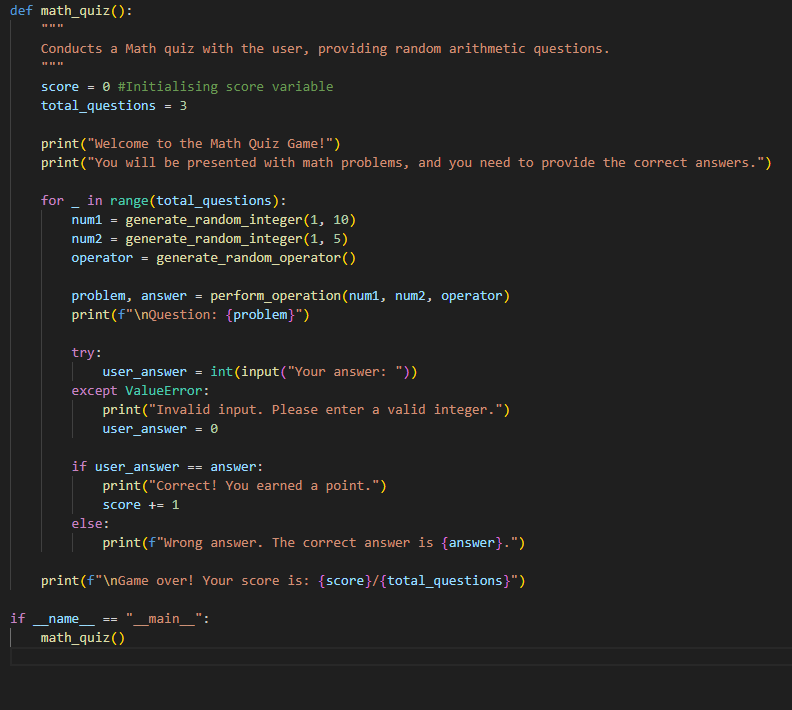 def math_quiz():
    """
    Conducts a Math quiz with the user, providing random arithmetic questions.
    """
    score = 0 #Initialising score variable
    total_questions = 3

    print("Welcome to the Math Quiz Game!")
    print("You will be presented with math problems, and you need to provide the correct answers.")

    for _ in range(total_questions):
        num1 = generate_random_integer(1, 10)
        num2 = generate_random_integer(1, 5)
        operator = generate_random_operator()

        problem, answer = perform_operation(num1, num2, operator)
        print(f"\nQuestion: {problem}")

        try:
            user_answer = int(input("Your answer: "))
        except ValueError:
            print("Invalid input. Please enter a valid integer.")
            user_answer = 0

        if user_answer == answer:
            print("Correct! You earned a point.")
            score += 1
        else:
            print(f"Wrong answer. The correct answer is {answer}.")

    print(f"\nGame over! Your score is: {score}/{total_questions}")

if __name__ == "__main__":
    math_quiz()